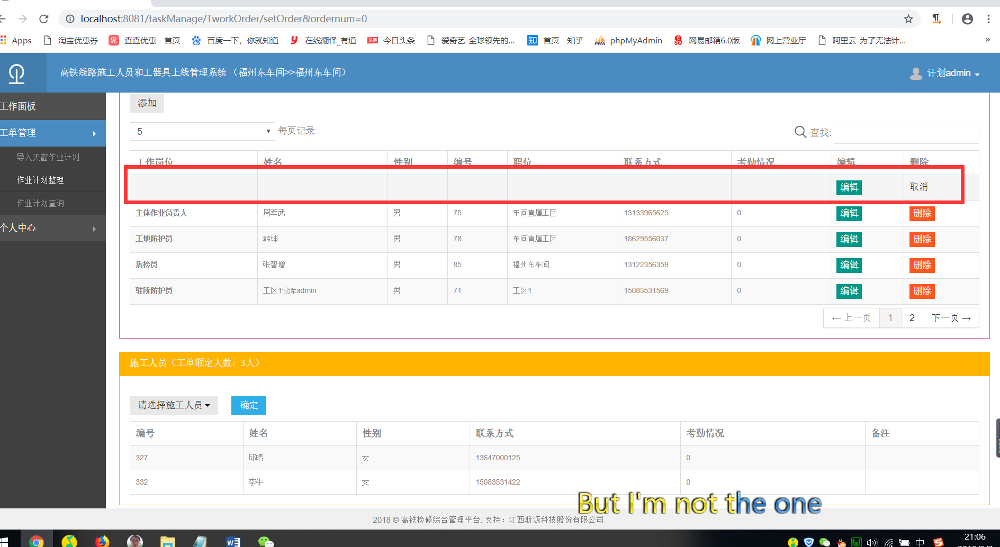 localhost:8081/taskManage/TworkOrder/setOrder&ordernum=0
Apps 淘宝优惠券 惠 查查优惠 - 首页 百度一下，你就知道 y 在线翻译_有道 头条 今日头条 爱奇艺-全球领先的... 知 首页 - 知乎 PMA phpMyAdmin 易 网易邮箱6.0版 网上营业厅 阿里云-为了无法计... »
高铁线路施工人员和工器具上线管理系统 （福州东车间>>福州东车间） 计划admin
工作面板
工单管理
导入天窗作业计划
作业计划整理
作业计划查询
个人中心
添加
5 每页记录 查找:
工作岗位 姓名 性别 编号 职位 联系方式 考勤情况 编辑 删除
编辑 取消
主体作业负责人 周军武 男 75 车间直属工区 13133965625 0 编辑 删除
工地防护员 韩坤 男 78 车间直属工区 18629556037 0 编辑 删除
质检员 张智增 男 85 福州东车间 13122356359 0 编辑 删除
驻所防护员 工区1仓库admin 男 71 工区1 15083531569 0 编辑 删除
← 上一页 1 2 下一页 →
施工人员（工单额定人数：3人）
请选择施工人员 确定
编号 姓名 性别 联系方式 考勤情况 备注
327 邱晴 女 13647000125 0
332 李牛 女 15083531422 0
But I'm not the one
2018 © 高铁检修综合管理平台. 支持：江西斯源科技股份有限公司
中 21:06